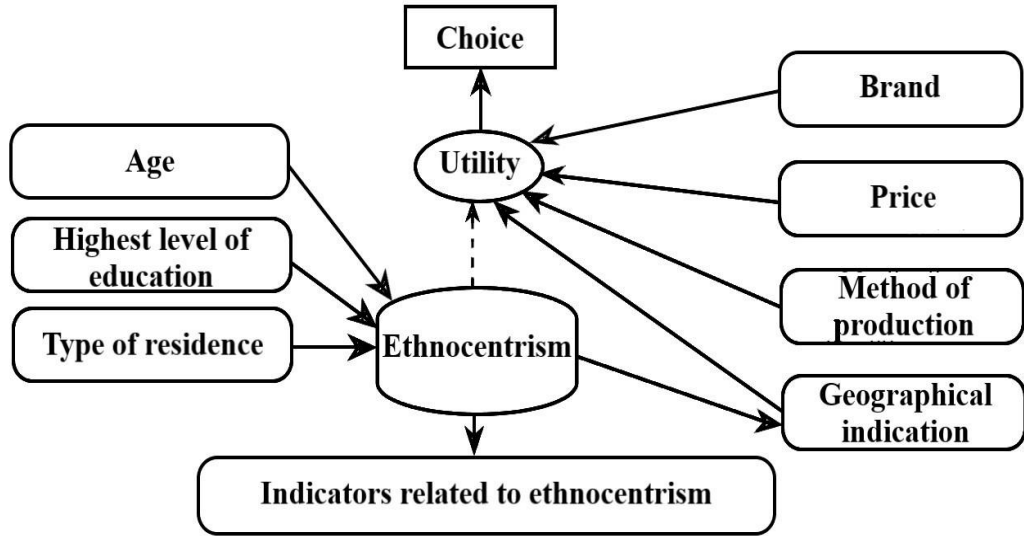 Choice
Brand
Utility
Age
Price
Highest level of
education
Method of
production
Type of residence
Ethnocentrism
Geographical
indication
Indicators related to ethnocentrism